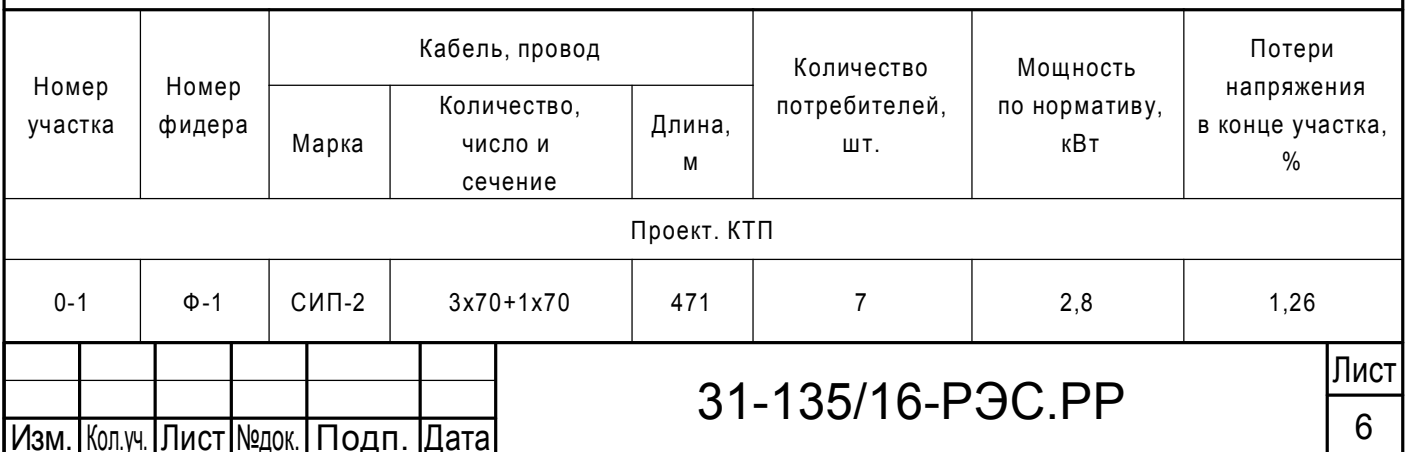 Номер участка
Номер фидера
Кабель, провод
Марка
Количество, число и сечение
Длина, м
Количество потребителей, шт.
Мощность по нормативу, кВт
Потери напряжения в конце участка, %
Проект. КТП
0-1 Ф-1 СИП-2 3х70+1х70 471 7 2,8 1,26
31-135/16-РЭС.РР
Лист
6
Изм. Кол.уч. Лист №док. Подп. Дата